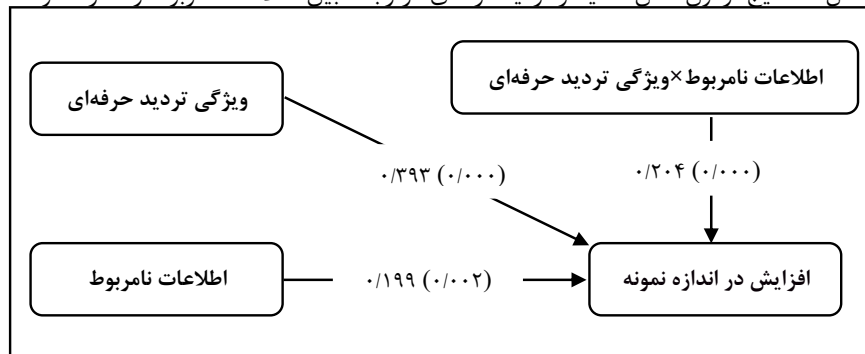 اطلاعات نامربوط×ویژگی تردید حرفه‌ای
ویژگی تردید حرفه‌ای
۰/۳۹۳ (۰/۰۰۰)
۰/۲۰۴ (۰/۰۰۰)
افزایش در اندازه نمونه
۰/۱۹۹ (۰/۰۰۲)
اطلاعات نامربوط